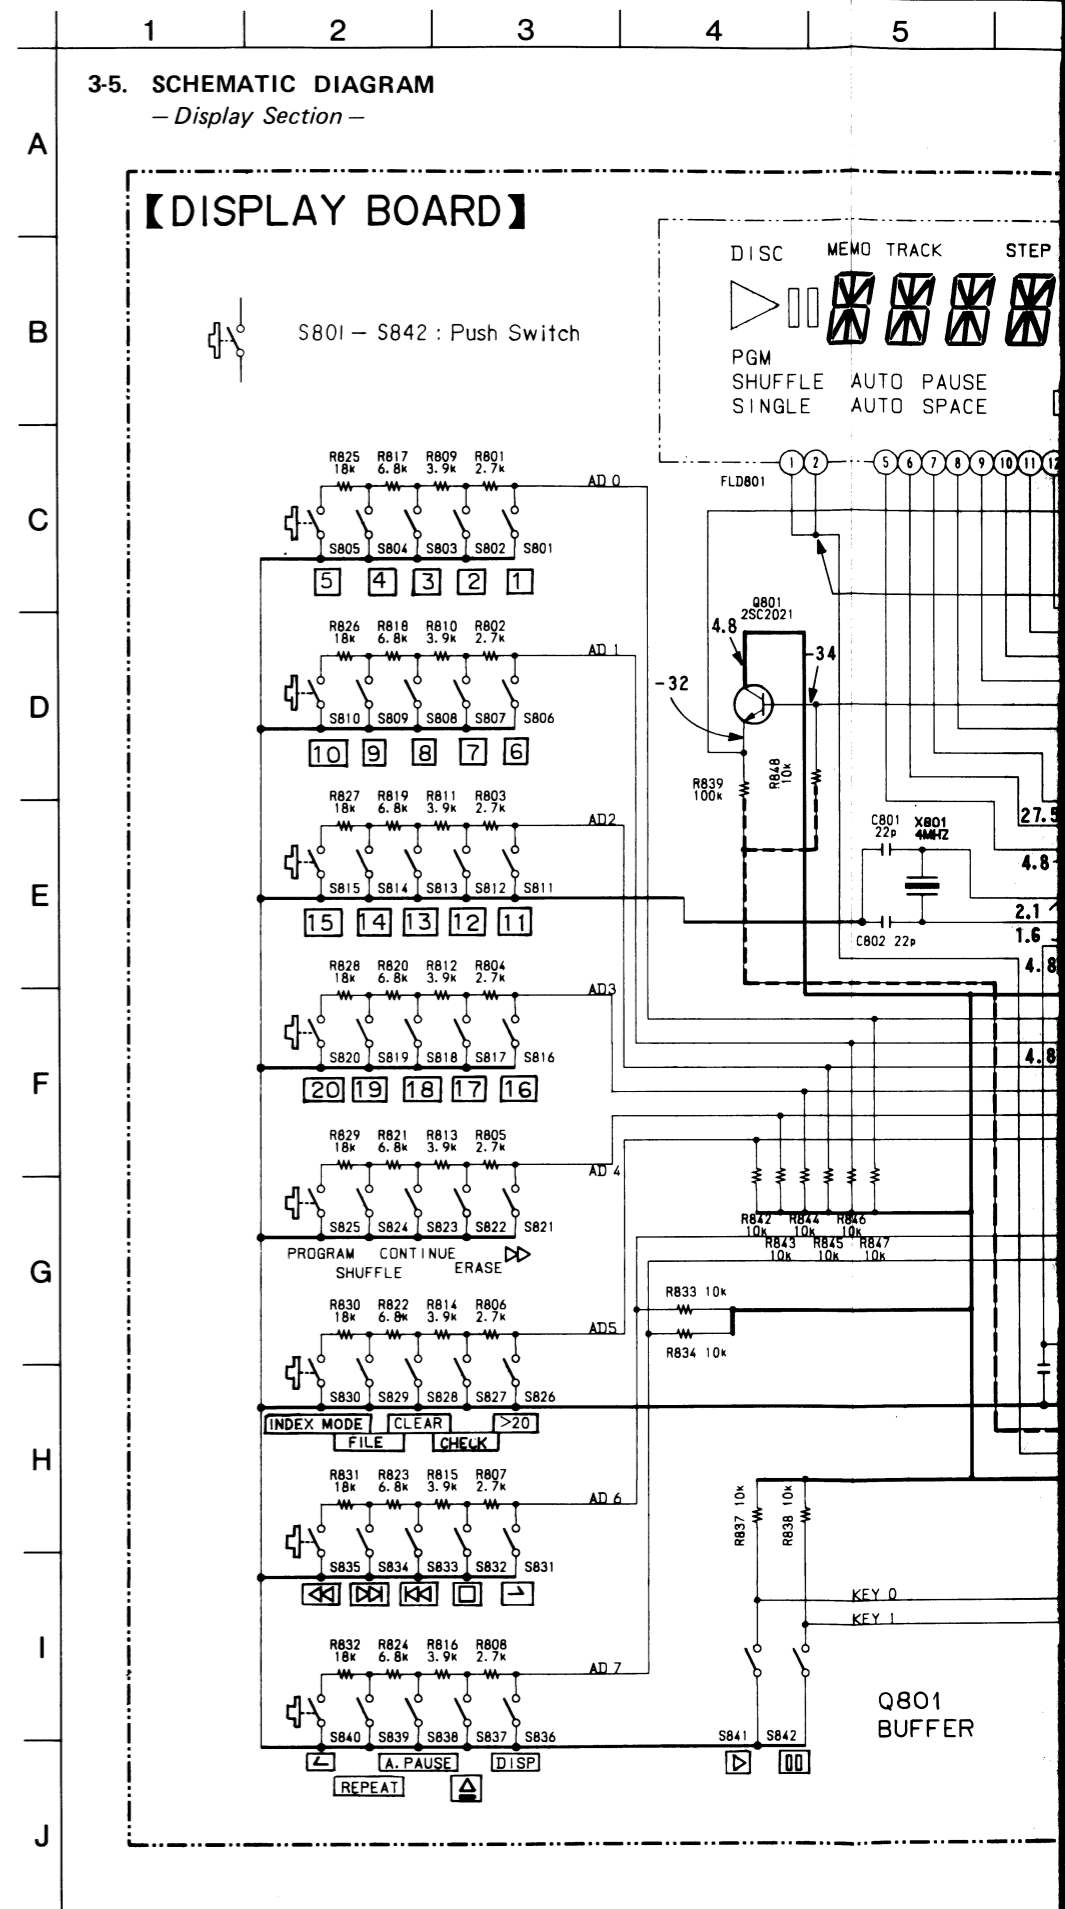 1 2 3 4 5
3-5. SCHEMATIC DIAGRAM
— Display Section —
A
【DISPLAY BOARD】
DISC MEMO TRACK STEP
B
S801 – S842 : Push Switch
PGM
SHUFFLE AUTO PAUSE
SINGLE AUTO SPACE
R825 R817 R809 R801
18k 6.8k 3.9k 2.7k
AD 0
1 2 5 6 7 8 9 10 11 12
FLD801
C
S805 S804 S803 S802 S801
5 4 3 2 1
Q801
2SC2021
R826 R818 R810 R802
18k 6.8k 3.9k 2.7k
AD 1
4.8
-34
-32
D
S810 S809 S808 S807 S806
10 9 8 7 6
R839
100k
R848
10k
R827 R819 R811 R803
18k 6.8k 3.9k 2.7k
AD2
C801
22p
X801
4MHZ
27.5
4.8
E
S815 S814 S813 S812 S811
15 14 13 12 11
2.1
1.6
C802 22p
4.8
R828 R820 R812 R804
18k 6.8k 3.9k 2.7k
AD3
S820 S819 S818 S817 S816
4.8
F
20 19 18 17 16
R829 R821 R813 R805
18k 6.8k 3.9k 2.7k
AD 4
S825 S824 S823 S822 S821
R842 R844 R846
10k 10k 10k
R843 R845 R847
10k 10k 10k
PROGRAM CONTINUE
SHUFFLE ERASE
G
R833 10k
R830 R822 R814 R806
18k 6.8k 3.9k 2.7k
AD5
R834 10k
S830 S829 S828 S827 S826
INDEX MODE CLEAR >20
FILE CHECK
H
R831 R823 R815 R807
18k 6.8k 3.9k 2.7k
AD 6
R837 10k
R838 10k
S835 S834 S833 S832 S831
KEY 0
KEY 1
I
R832 R824 R816 R808
18k 6.8k 3.9k 2.7k
AD 7
Q801
BUFFER
S840 S839 S838 S837 S836
S841 S842
A. PAUSE DISP
REPEAT
J